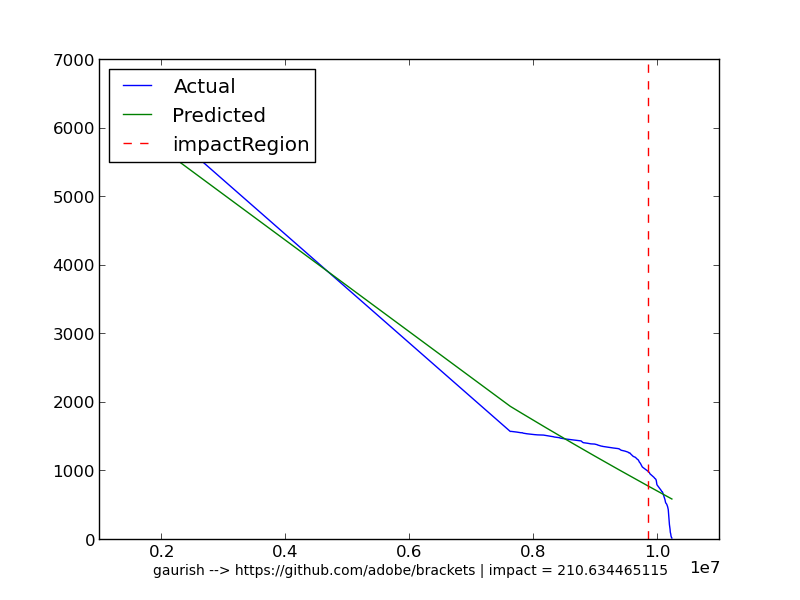 7000
6000
5000
4000
3000
2000
1000
0
Actual
Predicted
impactRegion
0.2 0.4 0.6 0.8 1.0
1e7
gaurish --> https://github.com/adobe/brackets | impact = 210.634465115